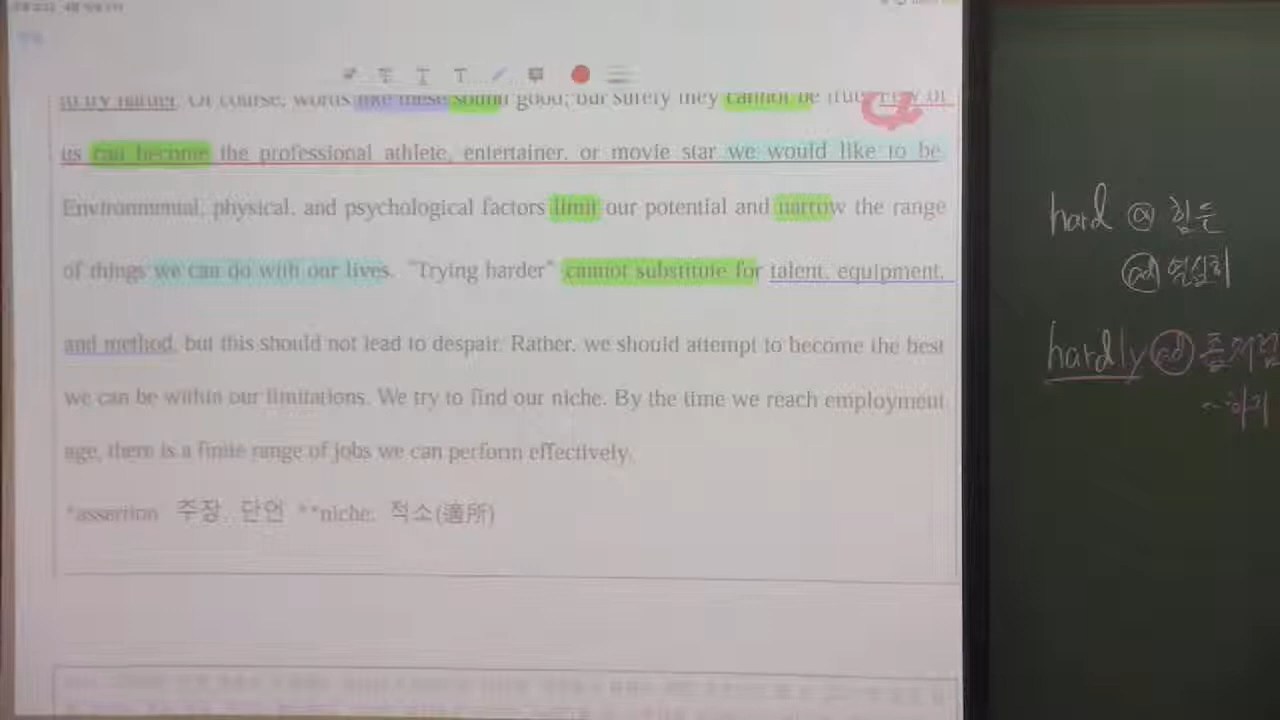 to try harder. Of course, words like these sound good; but surely they cannot be true. Few of
us can become the professional athlete, entertainer, or movie star we would like to be.
Environmental, physical, and psychological factors limit our potential and narrow the range
of things we can do with our lives. "Trying harder" cannot substitute for talent, equipment,
and method, but this should not lead to despair. Rather, we should attempt to become the best
we can be within our limitations. We try to find our niche. By the time we reach employment
age, there is a finite range of jobs we can perform effectively.
*assertion 주장, 단언 **niche: 적소(適所)
hard ⓐ 힘든
ad 열심히
hardly ad 좀처럼